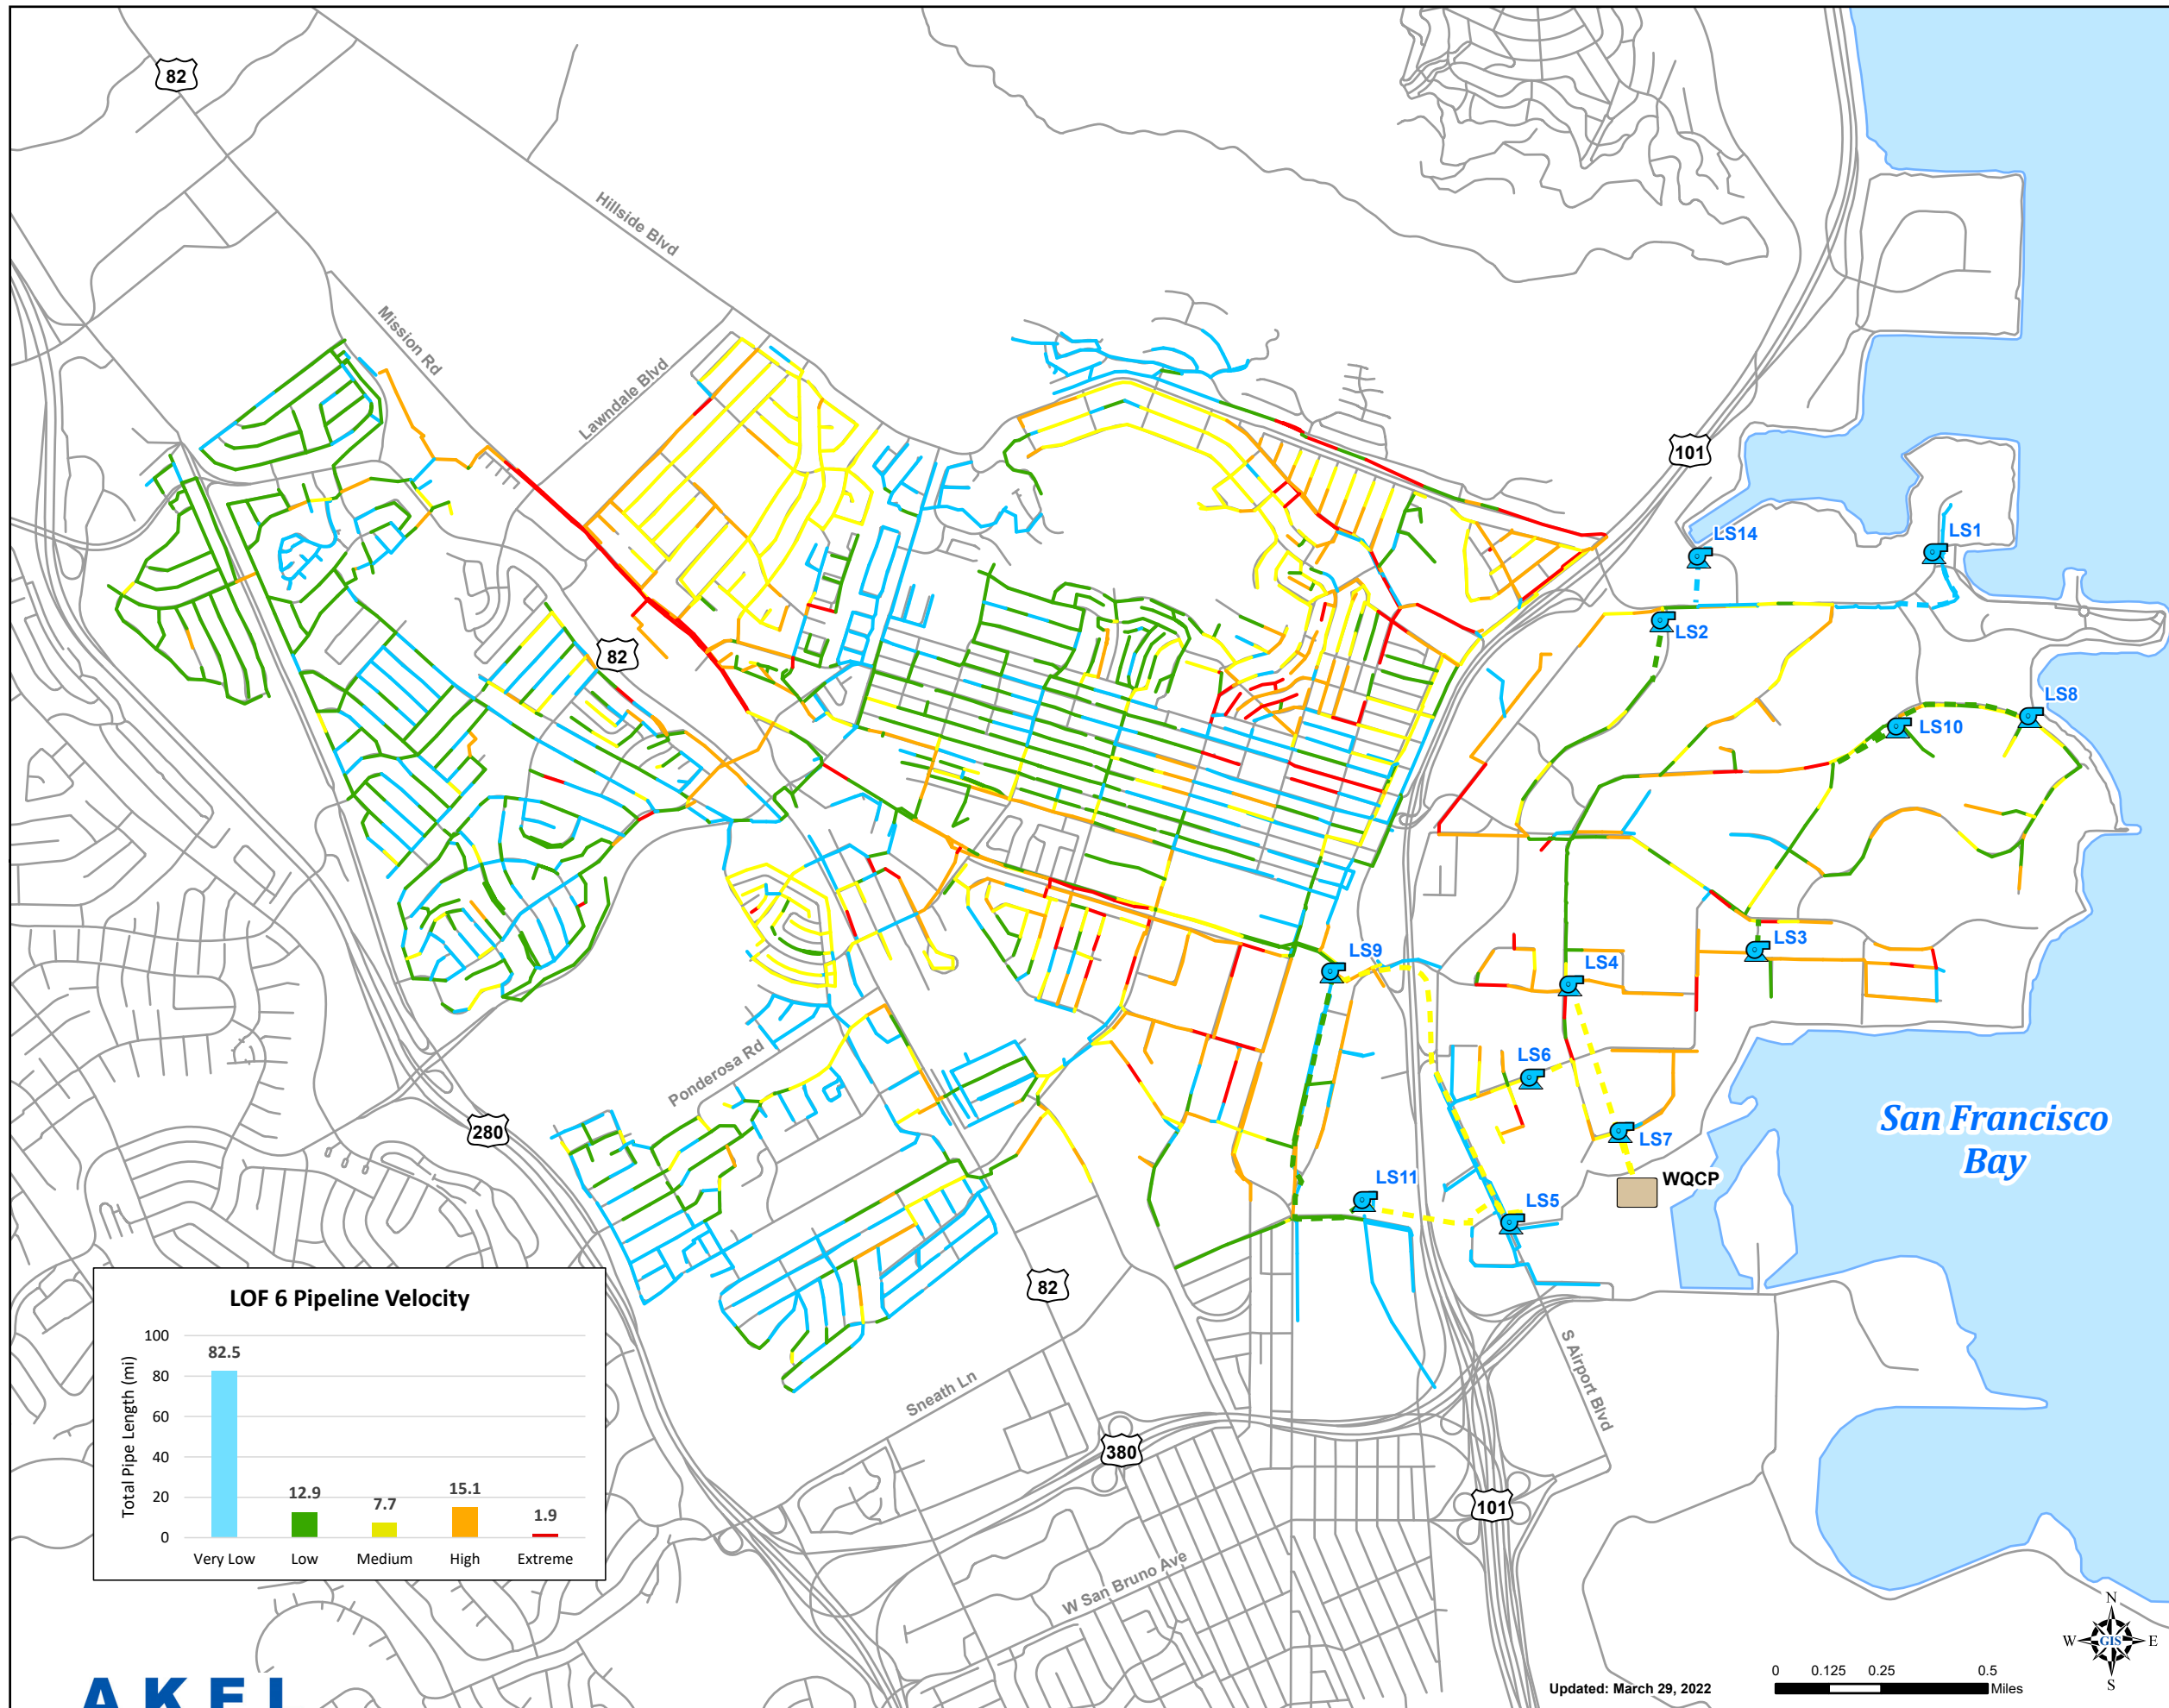 82
Hillside Blvd
Mission Rd
Lawndale Blvd
101
LS14
LS1
LS2
82
LS8
LS10
LS9
LS3
LS4
LS6
Ponderosa Rd
280
San Francisco
Bay
LS7
WQCP
LS11
LS5
82
S Airport Blvd
Sneath Ln
380
101
W San Bruno Ave
LOF 6 Pipeline Velocity
Total Pipe Length (mi)
100
80
60
40
20
0
82.5
12.9
7.7
15.1
1.9
Very Low
Low
Medium
High
Extreme
AKEL
Updated: March 29, 2022
0 0.125 0.25 0.5
Miles
N
W GIS E
S